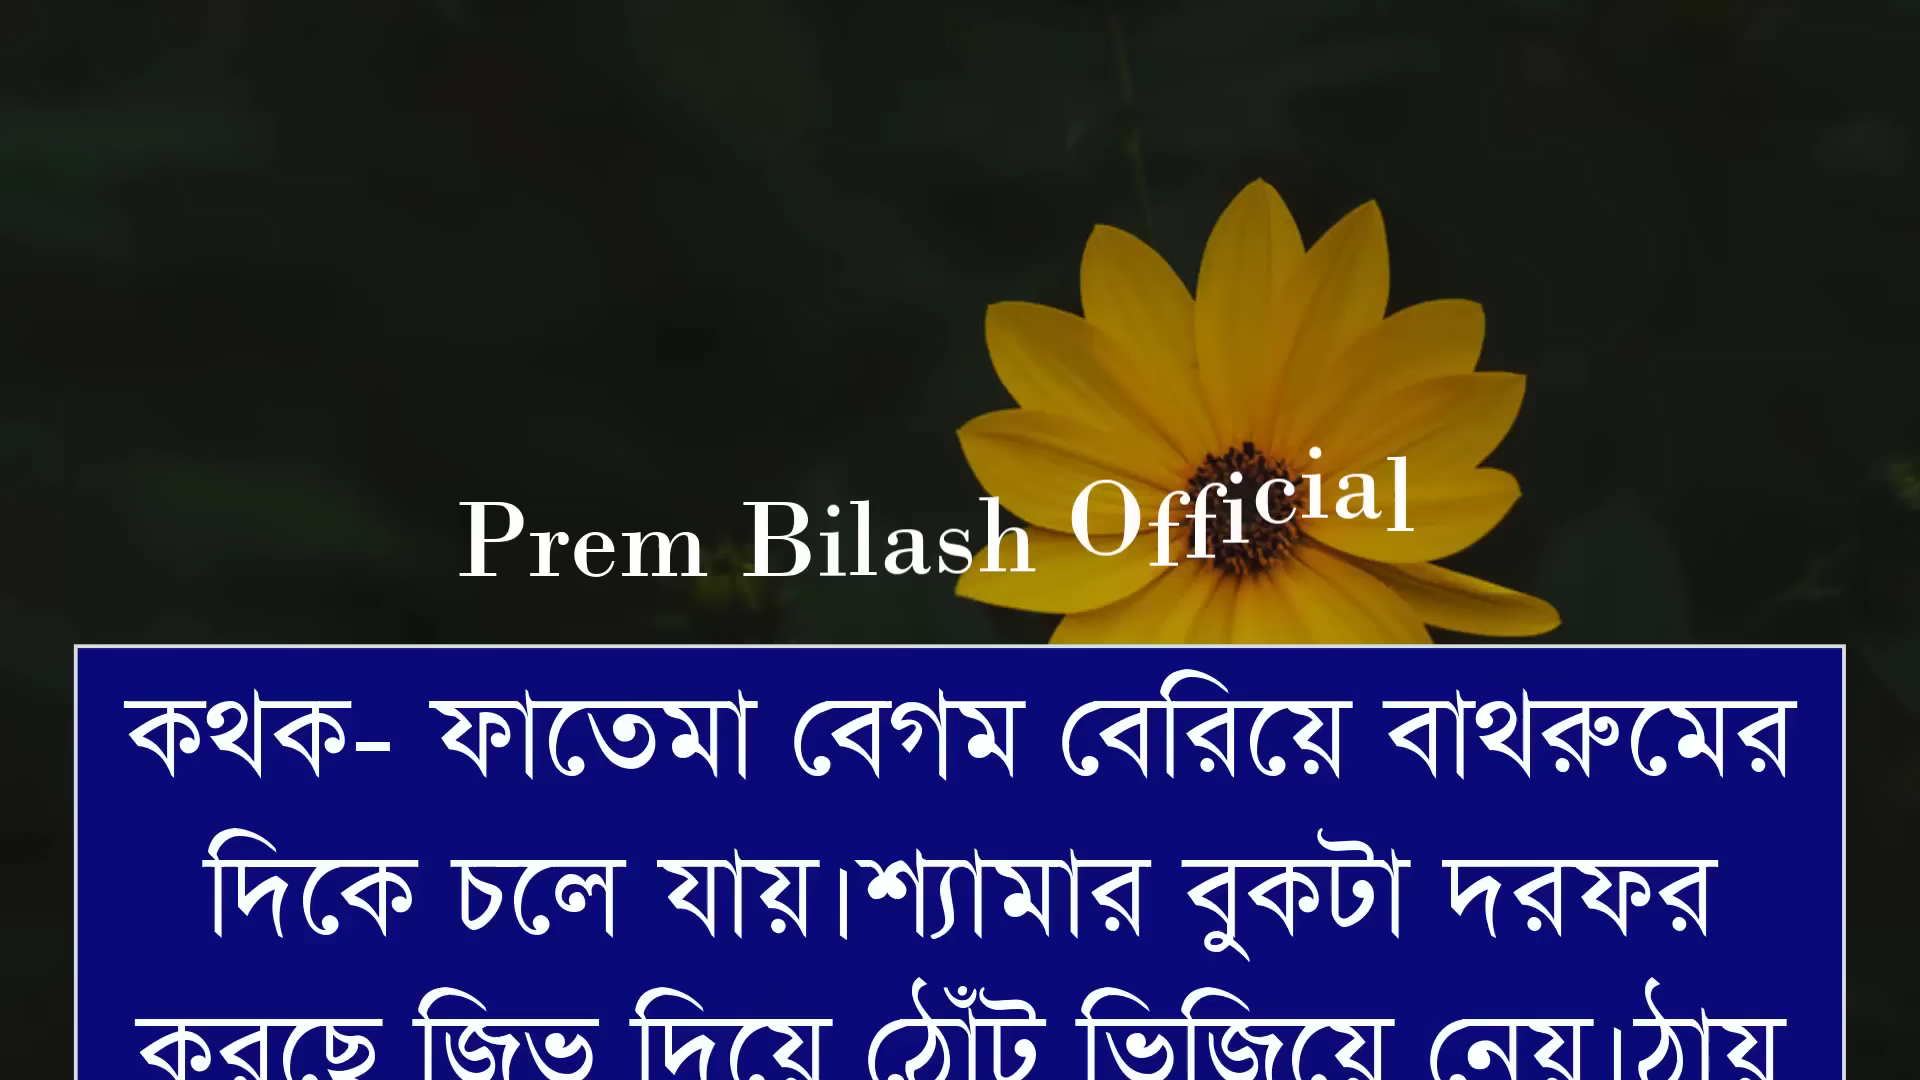 Prem Bilash Official
কথক- ফাতেমা বেগম বেরিয়ে বাথরুমের
দিকে চলে যায়।শ্যামার বুকটা দরফর
করছে জিভ দিয়ে ঠোঁট ভিজিয়ে নেয়।ঠায়